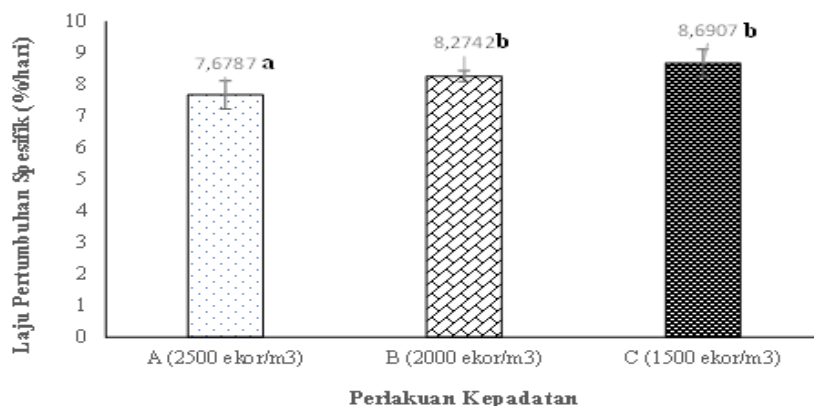 Laju Pertumbuhan Spesifik (%/hari)
10
9
8
7
6
5
4
3
2
1
0
7,6787 a
8,2742 b
8,6907 b
A (2500 ekor/m3)
B (2000 ekor/m3)
C (1500 ekor/m3)
Perlakuan Kepadatan